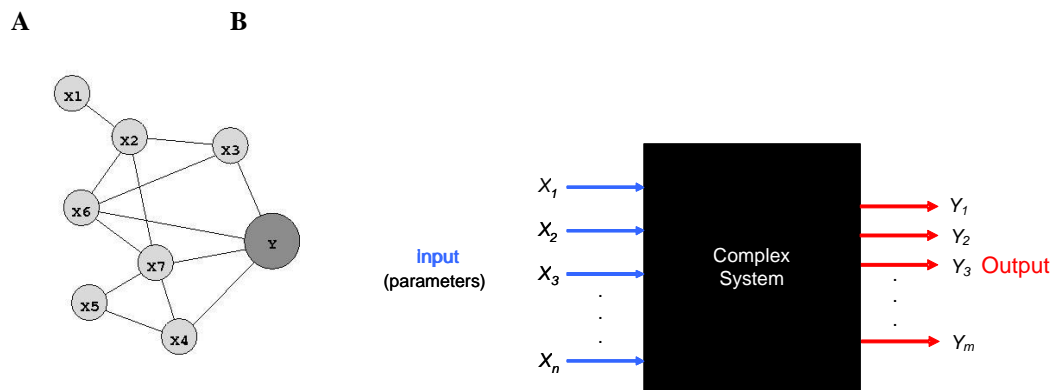 A
B
X1
X2
X3
X6
Y
X7
X5
X4
input
(parameters)
X1
X2
X3
.
.
.
Xn
Complex
System
Y1
Y2
Y3 Output
.
.
.
Ym